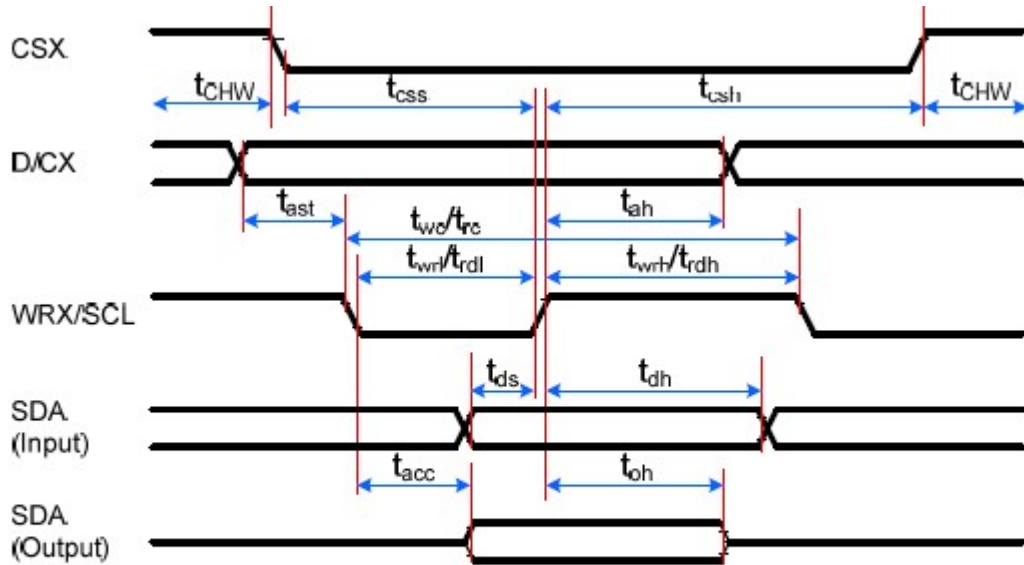 CSX
tCHW tcss tcsh tCHW
D/CX
tast tah
twc/trc
twrl/trdl twrh/trdh
WRX/SCL
tds tdh
SDA
(Input)
tacc toh
SDA
(Output)